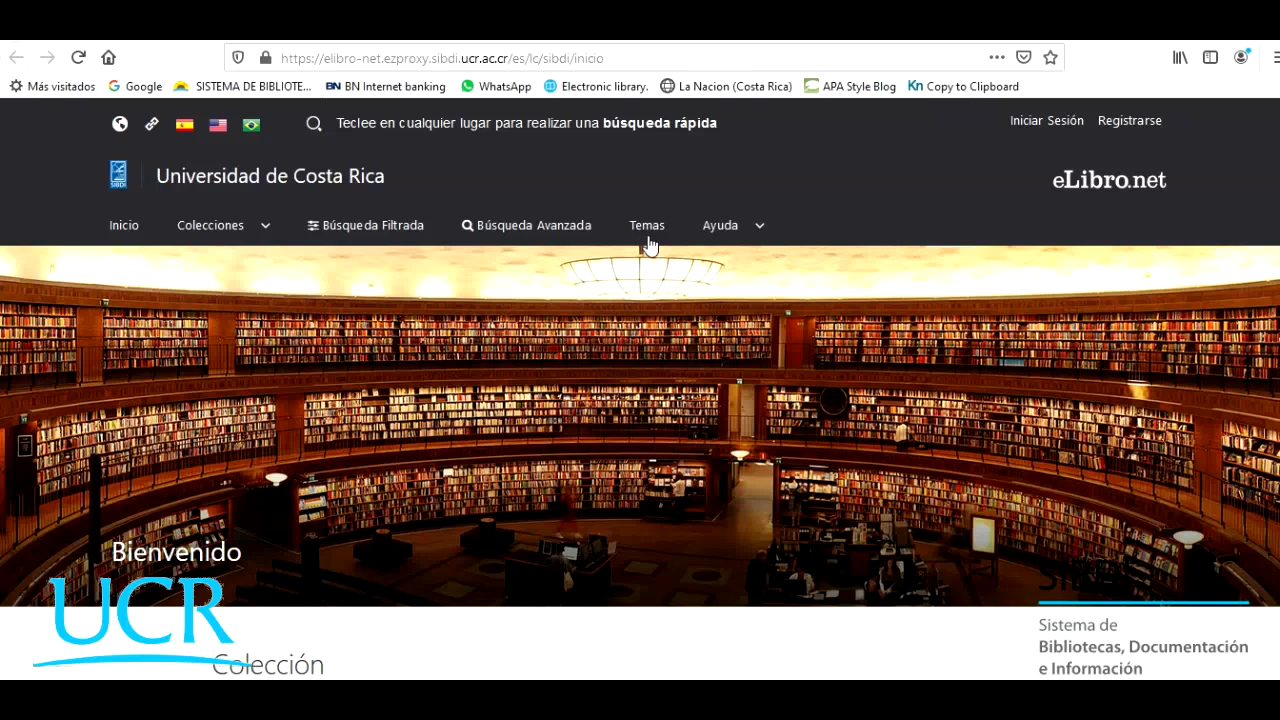 https://elibro-net.ezproxy.sibdi.ucr.ac.cr/es/lc/sibdi/inicio
Más visitados Google SISTEMA DE BIBLIOTE... BN BN Internet banking WhatsApp Electronic library. La Nacion (Costa Rica) APA Style Blog Kn Copy to Clipboard
Teclee en cualquier lugar para realizar una búsqueda rápida Iniciar Sesión Registrarse
SIBDI Universidad de Costa Rica eLibro.net
Inicio Colecciones Búsqueda Filtrada Búsqueda Avanzada Temas Ayuda
Bienvenido
UCR
Sistema de
Bibliotecas, Documentación
e Información
Colección